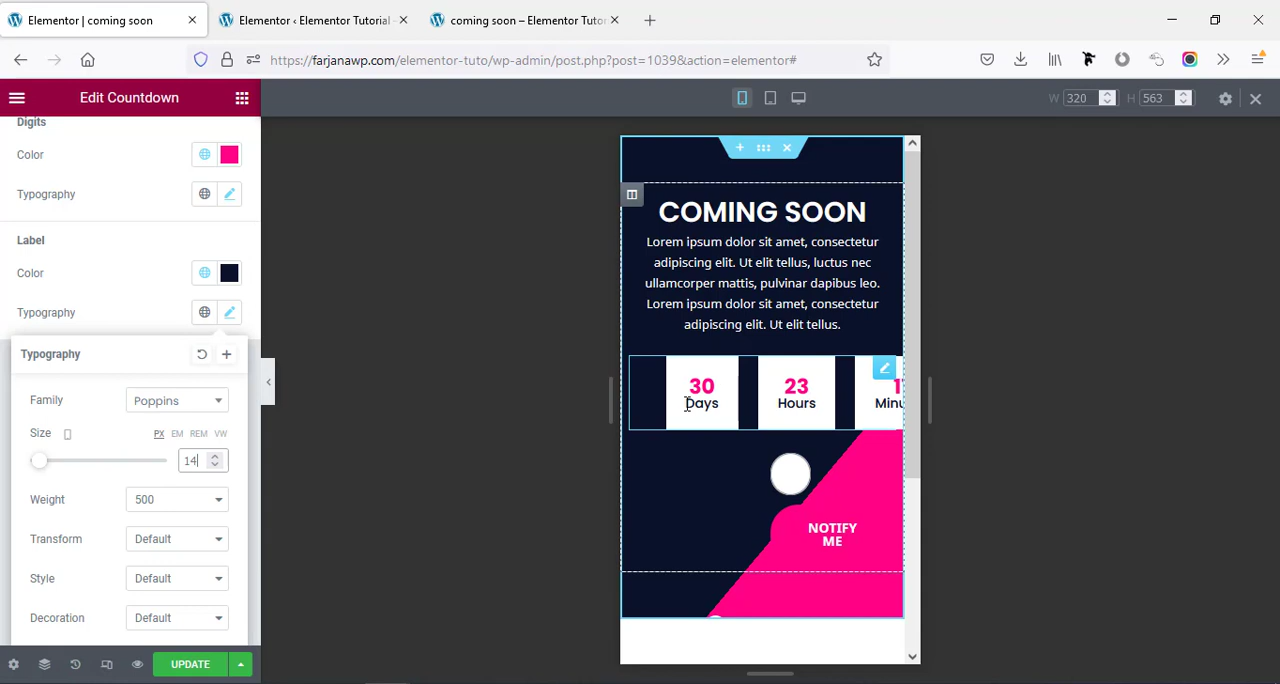 Elementor | coming soon
Elementor ‹ Elementor Tutorial -
coming soon – Elementor Tutor
https://farjanawp.com/elementor-tuto/wp-admin/post.php?post=1039&action=elementor#
Edit Countdown
W 320
H 563
Digits
Color
Typography
Label
Color
Typography
Typography
Family Poppins
Size PX EM REM VW
14
Weight 500
Transform Default
Style Default
Decoration Default
UPDATE
COMING SOON
Lorem ipsum dolor sit amet, consectetur
adipiscing elit. Ut elit tellus, luctus nec
ullamcorper mattis, pulvinar dapibus leo.
Lorem ipsum dolor sit amet, consectetur
adipiscing elit. Ut elit tellus.
30 23
Days Hours Minu
NOTIFY
ME